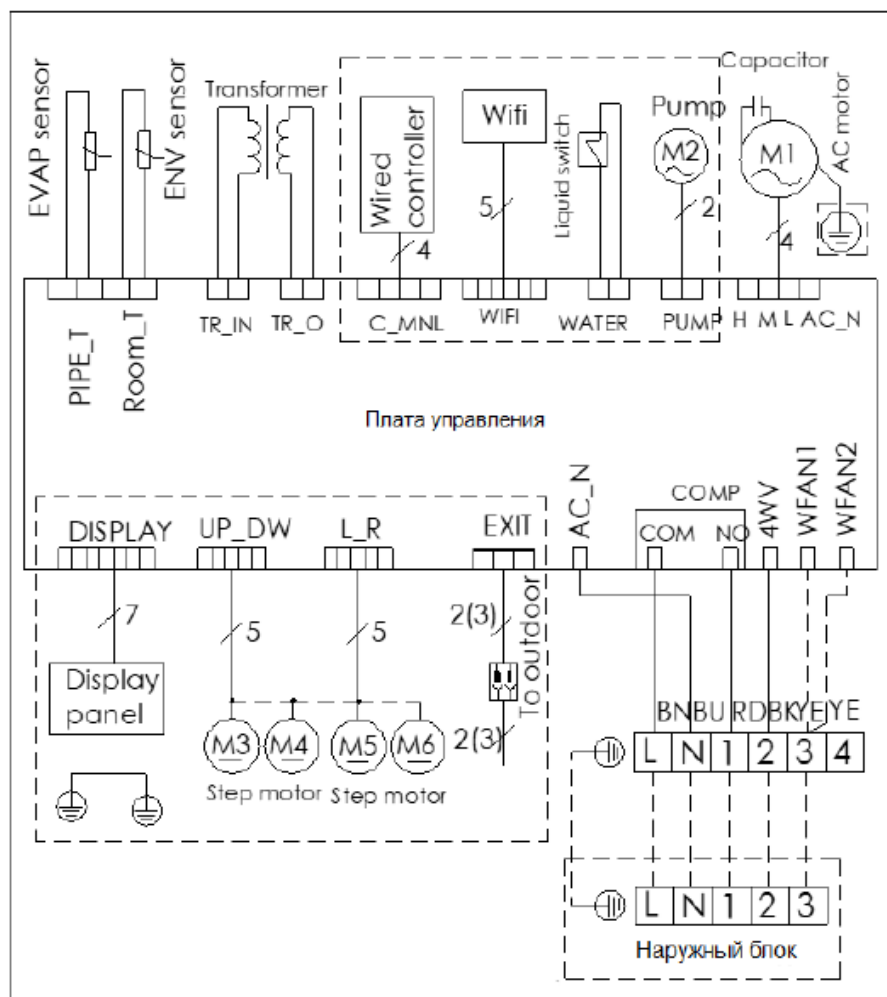 EVAP sensor
ENV sensor
Transformer
Wired
controller
Wifi
Liquid switch
Pump
Capacitor
AC motor
M2
M1
4
5
2
4
PIPE_T
Room_T
TR_IN
TR_O
C_MNL
WIFI
WATER
PUMP
H M L AC_N
Плата управления
DISPLAY
UP_DW
L_R
EXIT
AC_N
COMP
COM
NO
4WV
WFAN1
WFAN2
7
5
5
2(3)
To outdoor
2(3)
Display
panel
M3
M4
M5
M6
Step motor
Step motor
BN BU RD BK YE YE
L N 1 2 3 4
L N 1 2 3
Наружный блок